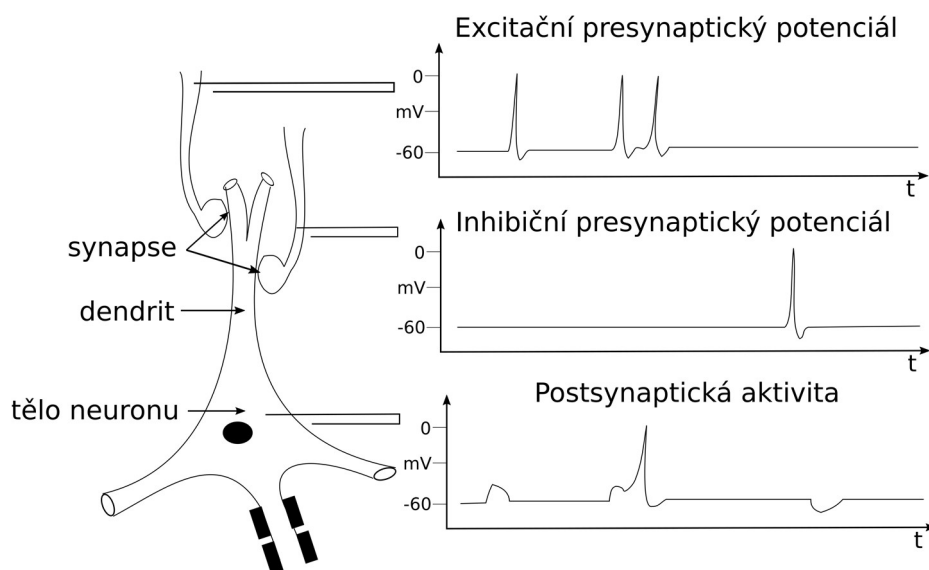 Excitační presynaptický potenciál
0
mV
-60
t
Inhibiční presynaptický potenciál
0
mV
-60
t
synapse
dendrit
tělo neuronu
Postsynaptická aktivita
0
mV
-60
t